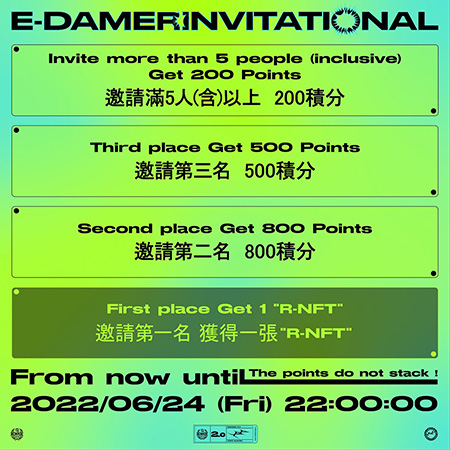 E-DAMER:INVITATIONAL
Invite more than 5 people (inclusive)
Get 200 Points
邀請滿5人(含)以上 200積分
Third place Get 500 Points
邀請第三名 500積分
Second place Get 800 Points
邀請第二名 800積分
First place Get 1 "R-NFT"
邀請第一名 獲得一張"R-NFT"
From now until The points do not stack !
2022/06/24 (Fri) 22:00:00
2.0